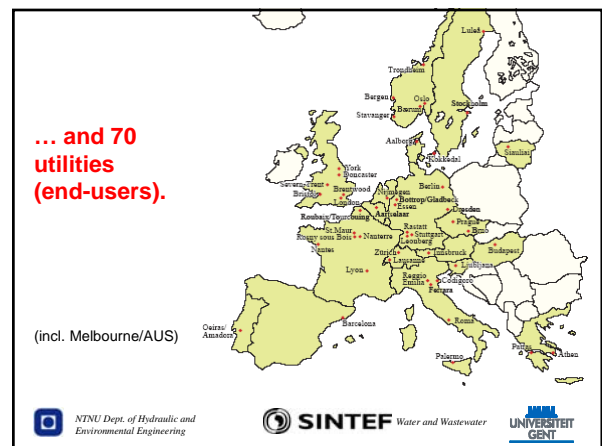 … and 70
utilities
(end-users).
(incl. Melbourne/AUS)
Luleå
Trondheim
Bergen
Oslo
Bærum
Stavanger
Stockholm
Aalborg
Kokkedal
Siauliai
York
Doncaster
Severn-Trent
Brentwood
Bristol
London
Nijmegen
Berlin
Bottrop/Gladbeck
Essen
Roubaix/Tourcouing
Aartselaar
Dresden
Prague
Brno
St.Maur
Rosny sous Bois
Nanterre
Rastatt
Stuttgart
Leonberg
Nantes
Zürich
Innsbruck
Budapest
Lausanne
Ljubljana
Lyon
Reggio
Emilia
Codigoro
Ferrara
Oeiras/
Amadora
Barcelona
Roma
Palermo
Patras
Athen
NTNU Dept. of Hydraulic and
Environmental Engineering
SINTEF Water and Wastewater
UNIVERSITEIT
GENT